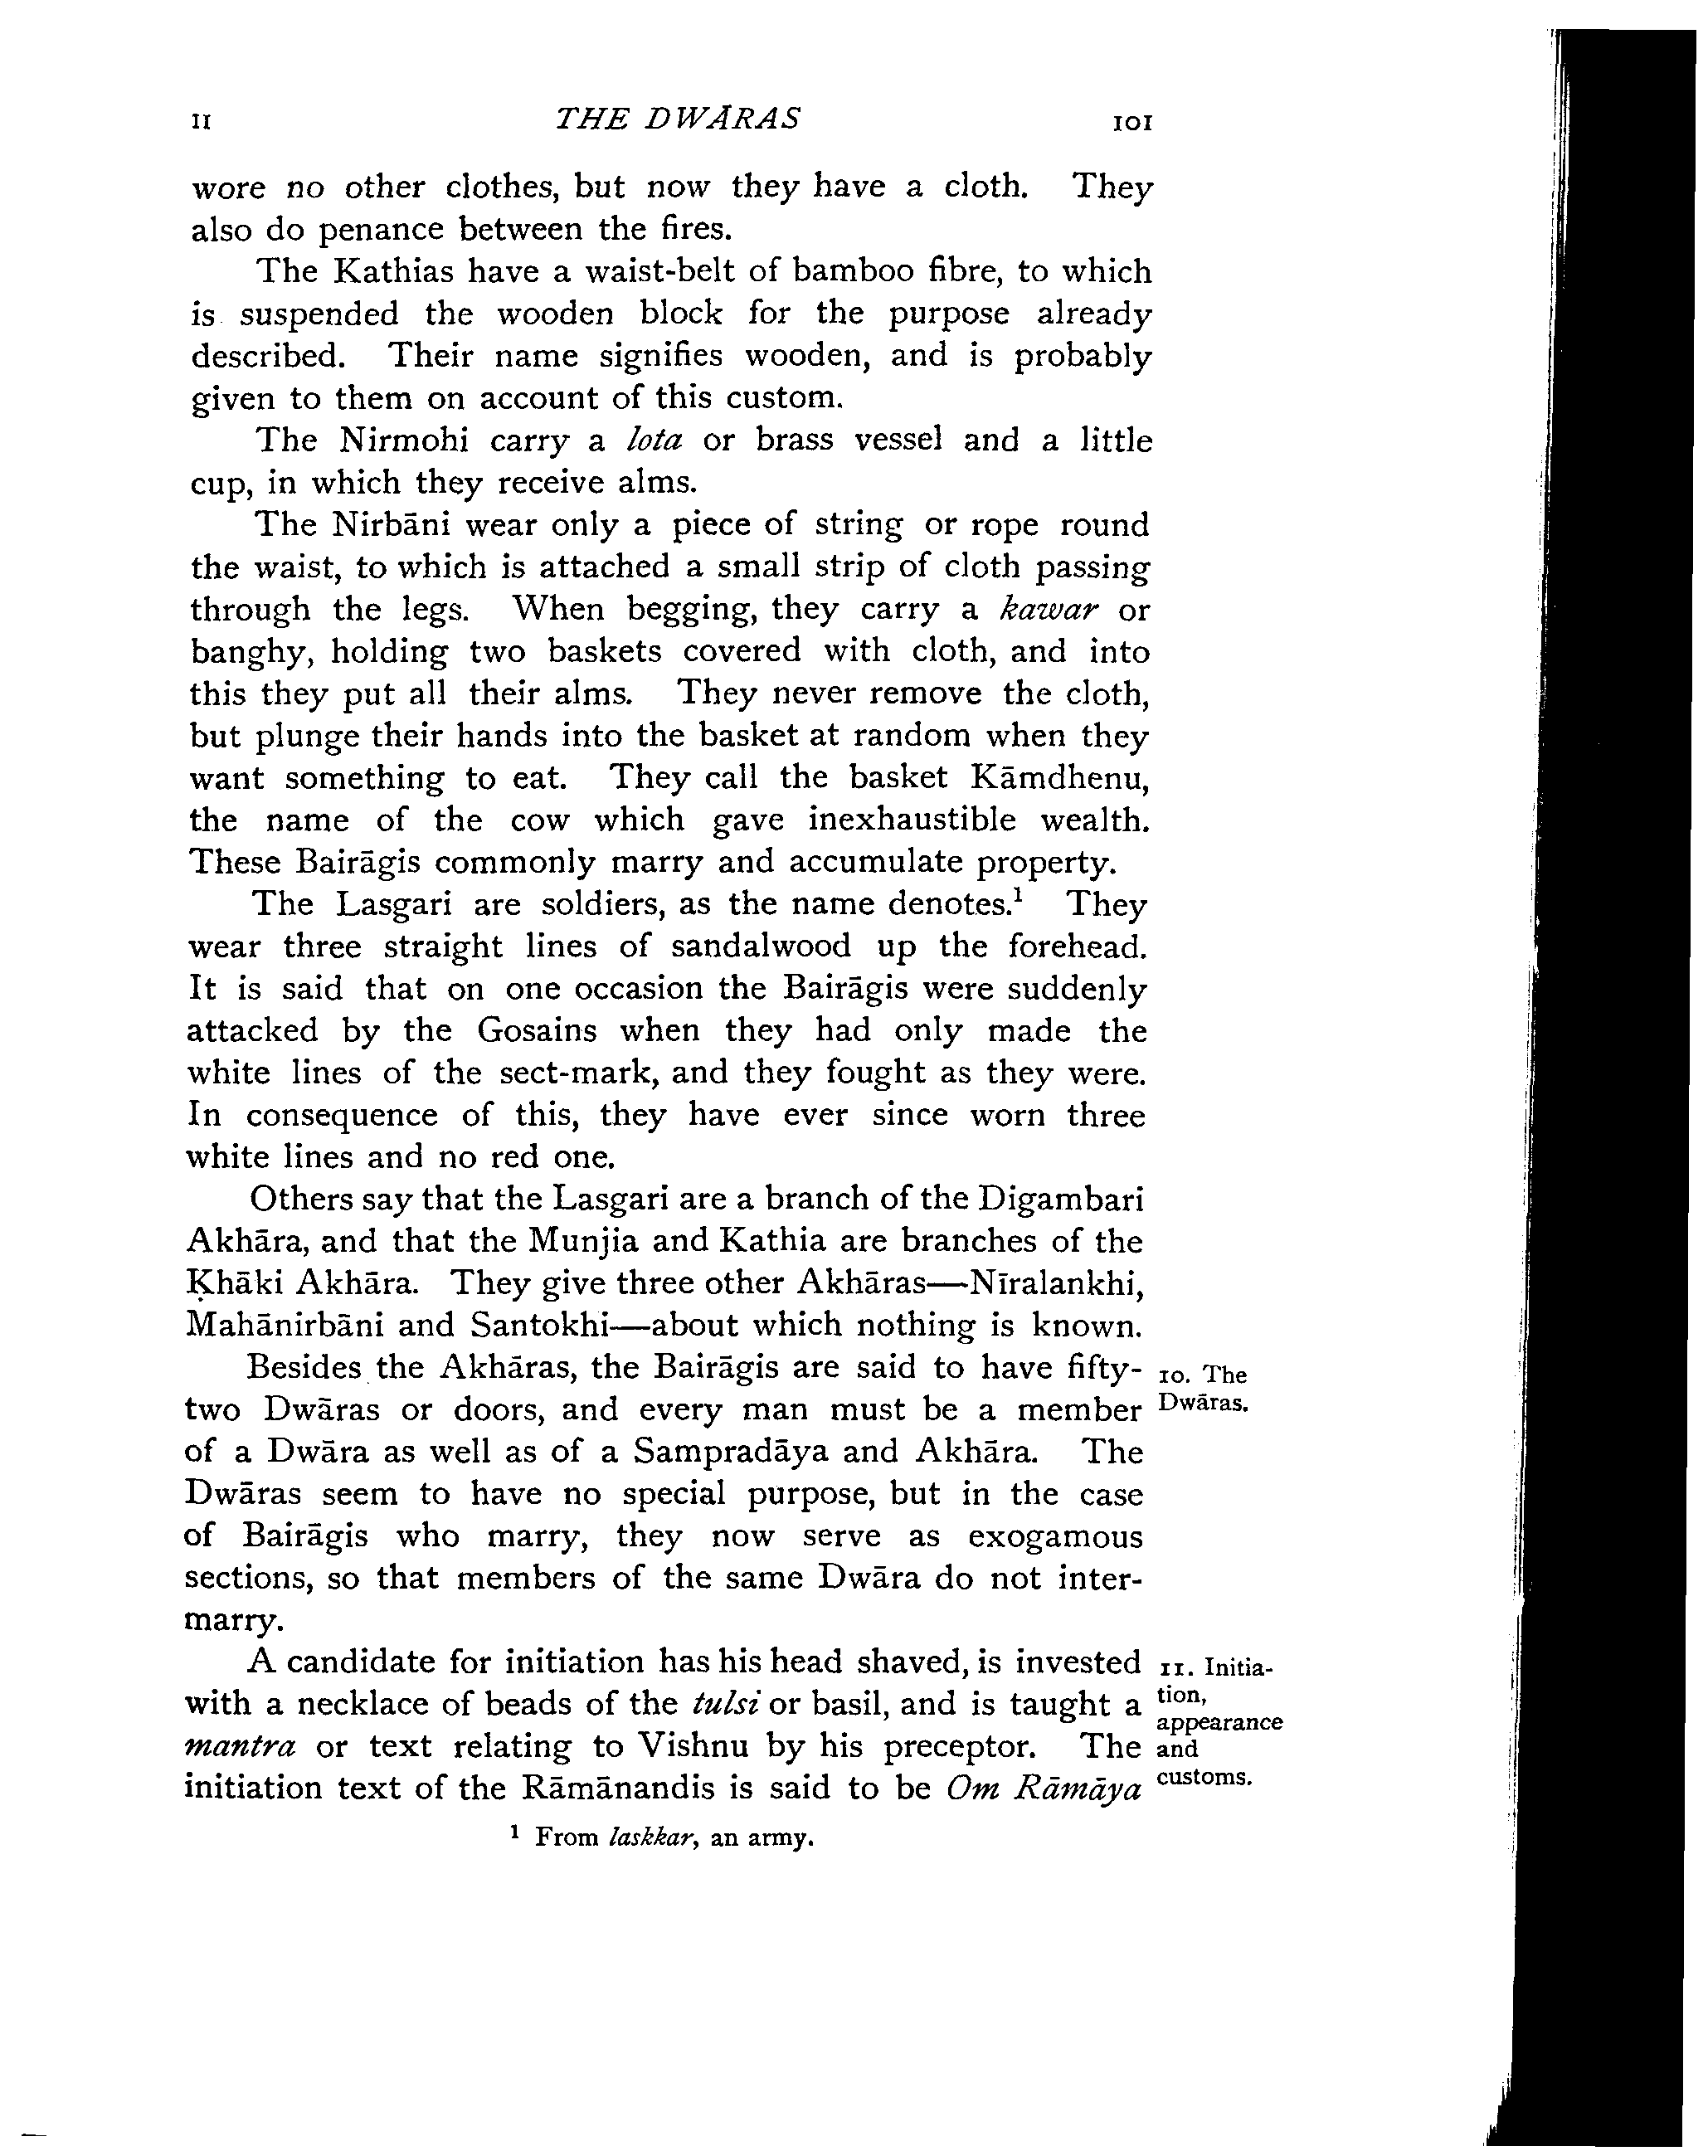 II THE DWĀRAS 101
wore no other clothes, but now they have a cloth. They
also do penance between the fires.
The Kathias have a waist-belt of bamboo fibre, to which
is suspended the wooden block for the purpose already
described. Their name signifies wooden, and is probably
given to them on account of this custom.
The Nirmohi carry a lota or brass vessel and a little
cup, in which they receive alms.
The Nirbāni wear only a piece of string or rope round
the waist, to which is attached a small strip of cloth passing
through the legs. When begging, they carry a kawar or
banghy, holding two baskets covered with cloth, and into
this they put all their alms. They never remove the cloth,
but plunge their hands into the basket at random when they
want something to eat. They call the basket Kāmdhenu,
the name of the cow which gave inexhaustible wealth.
These Bairāgis commonly marry and accumulate property.
The Lasgari are soldiers, as the name denotes.¹ They
wear three straight lines of sandalwood up the forehead.
It is said that on one occasion the Bairāgis were suddenly
attacked by the Gosains when they had only made the
white lines of the sect-mark, and they fought as they were.
In consequence of this, they have ever since worn three
white lines and no red one.
Others say that the Lasgari are a branch of the Digambari
Akhāra, and that the Munjia and Kathia are branches of the
Ḳhāki Akhāra. They give three other Akhāras—Nīralankhi,
Mahānirbāni and Santokhi—about which nothing is known.
Besides the Akhāras, the Bairāgis are said to have fifty-
two Dwāras or doors, and every man must be a member
of a Dwāra as well as of a Sampradāya and Akhāra. The
Dwāras seem to have no special purpose, but in the case
of Bairāgis who marry, they now serve as exogamous
sections, so that members of the same Dwāra do not inter-
marry.
10. The
Dwāras.
A candidate for initiation has his head shaved, is invested
with a necklace of beads of the tulsi or basil, and is taught a
mantra or text relating to Vishnu by his preceptor. The
initiation text of the Rāmānandis is said to be Om Rāmāya
11. Initia-
tion,
appearance
and
customs.
¹ From laskkar, an army.